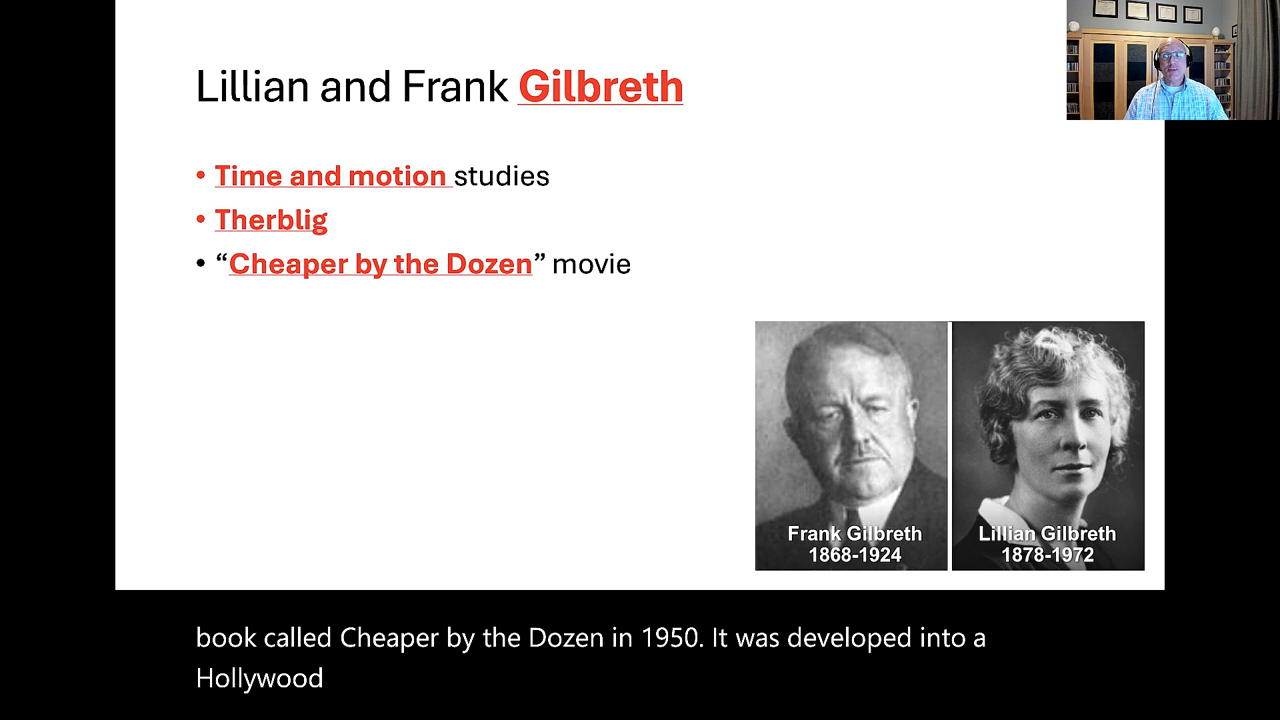 Lillian and Frank Gilbreth
• Time and motion studies
• Therblig
• “Cheaper by the Dozen” movie
Frank Gilbreth
1868-1924
Lillian Gilbreth
1878-1972
book called Cheaper by the Dozen in 1950. It was developed into a
Hollywood